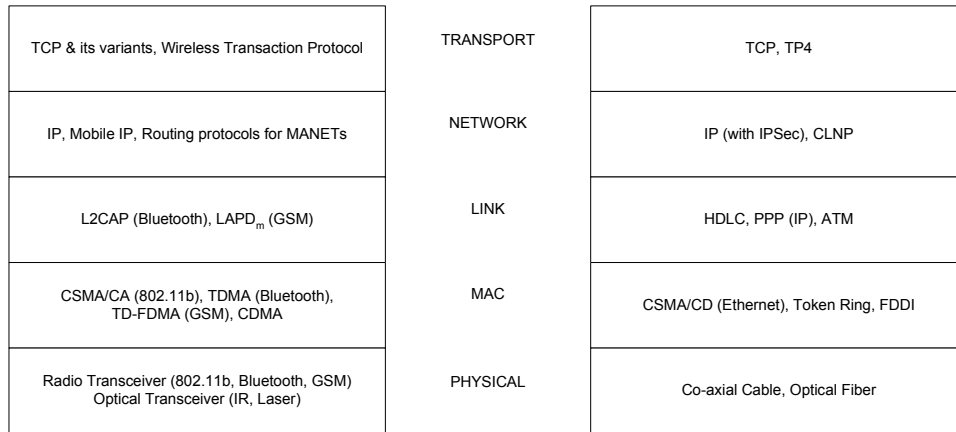 TCP & its variants, Wireless Transaction Protocol
TRANSPORT
TCP, TP4
IP, Mobile IP, Routing protocols for MANETs
NETWORK
IP (with IPSec), CLNP
L2CAP (Bluetooth), LAPDm (GSM)
LINK
HDLC, PPP (IP), ATM
CSMA/CA (802.11b), TDMA (Bluetooth),
TD-FDMA (GSM), CDMA
MAC
CSMA/CD (Ethernet), Token Ring, FDDI
Radio Transceiver (802.11b, Bluetooth, GSM)
Optical Transceiver (IR, Laser)
PHYSICAL
Co-axial Cable, Optical Fiber